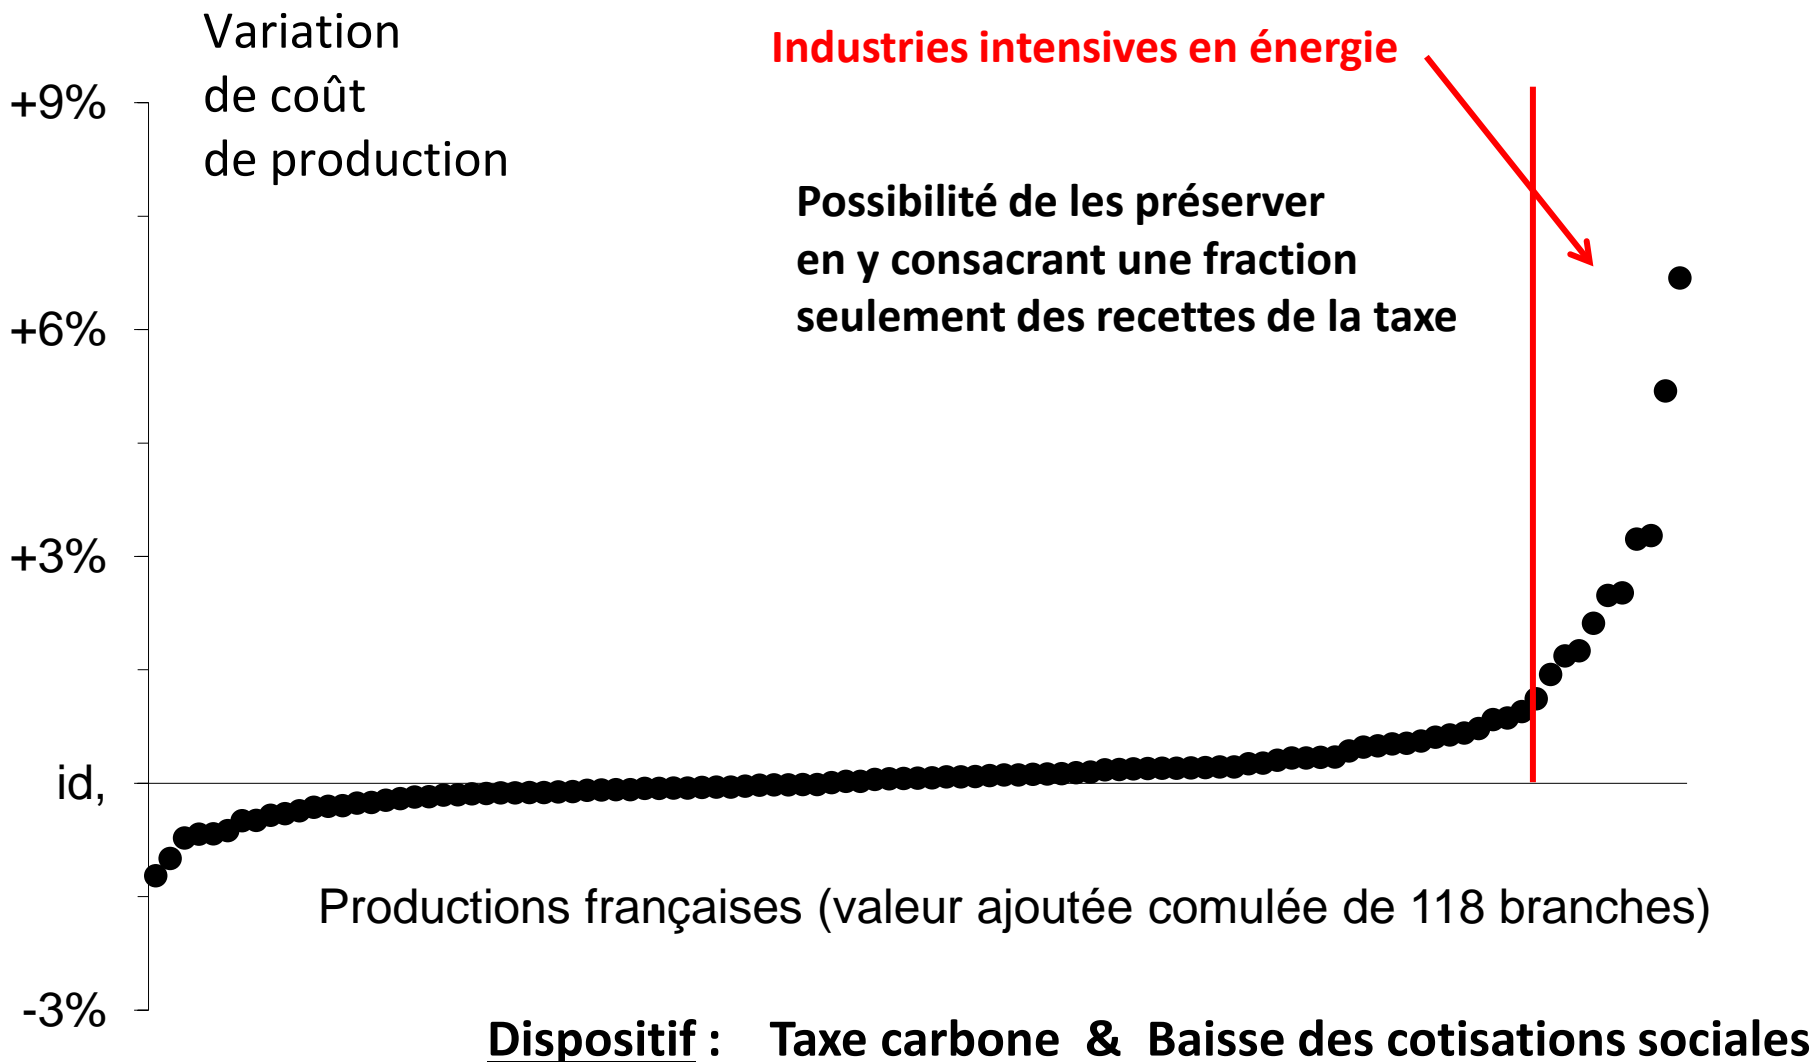 Variation
de coût
de production
Industries intensives en énergie
Possibilité de les préserver
en y consacrant une fraction
seulement des recettes de la taxe
+9%
+6%
+3%
id,
-3%
Productions françaises (valeur ajoutée comulée de 118 branches)
Dispositif : Taxe carbone & Baisse des cotisations sociales